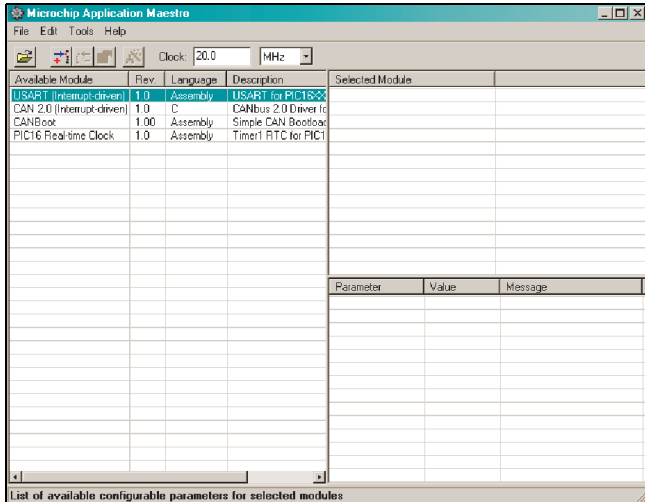 Microchip Application Maestro
File Edit Tools Help
Clock: 20.0 MHz
Available Module Rev. Language Description Selected Module
USART (Interrupt-driven) 1.0 Assembly USART for PIC16XX
CAN 2.0 (Interrupt-driven) 1.0 C CANbus 2.0 Driver fo
CANBoot 1.00 Assembly Simple CAN Bootloac
PIC16 Real-time Clock 1.0 Assembly Timer1 RTC for PIC1
Parameter Value Message
List of available configurable parameters for selected modules